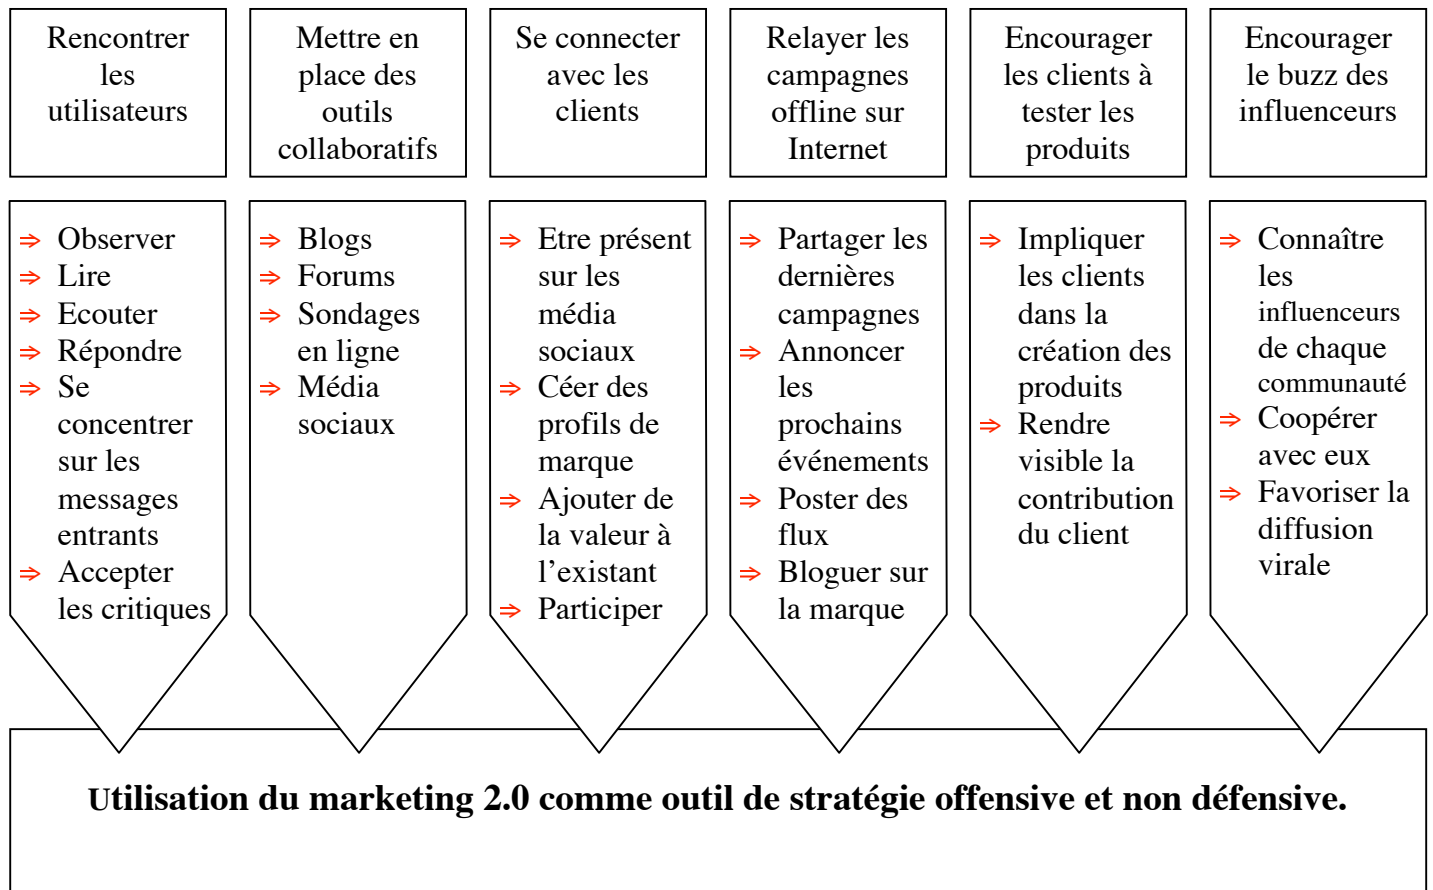 Rencontrer
les
utilisateurs
Mettre en
place des
outils
collaboratifs
Se connecter
avec les
clients
Relayer les
campagnes
offline sur
Internet
Encourager
les clients à
tester les
produits
Encourager
le buzz des
influenceurs
⇒ Observer
⇒ Lire
⇒ Ecouter
⇒ Répondre
⇒ Se
concentrer
sur les
messages
entrants
⇒ Accepter
les critiques
⇒ Blogs
⇒ Forums
⇒ Sondages
en ligne
⇒ Média
sociaux
⇒ Etre présent
sur les
média
sociaux
⇒ Céer des
profils de
marque
⇒ Ajouter de
la valeur à
l’existant
⇒ Participer
⇒ Partager les
dernières
campagnes
⇒ Annoncer
les
prochains
événements
⇒ Poster des
flux
⇒ Bloguer sur
la marque
⇒ Impliquer
les clients
dans la
création des
produits
⇒ Rendre
visible la
contribution
du client
⇒ Connaître
les
influenceurs
de chaque
communauté
⇒ Coopérer
avec eux
⇒ Favoriser la
diffusion
virale
Utilisation du marketing 2.0 comme outil de stratégie offensive et non défensive.